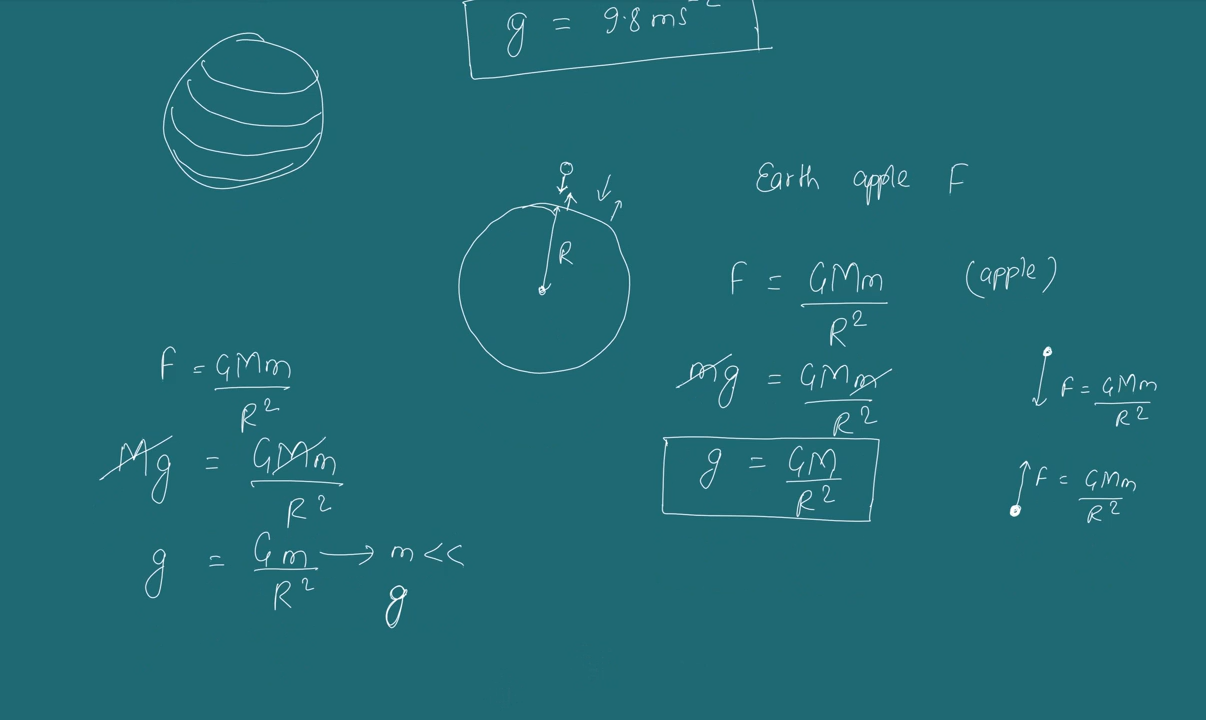 g = 9.8 ms⁻²
Earth apple F
R
F = GMm/R² (apple)
mg = GMm/R²
g = GM/R²
F = GMm/R²
F = GMm/R²
F = GMm/R²
Mg = GMm/R²
g = Gm/R² → m <<
g